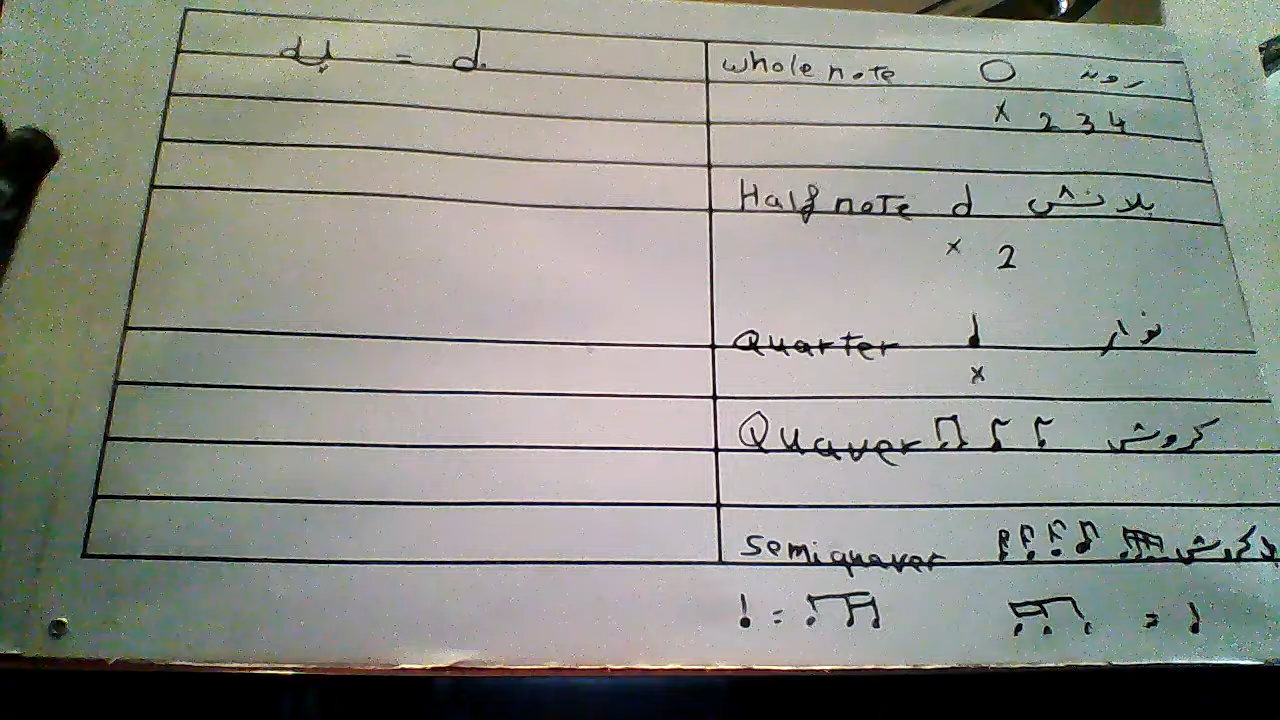 whole note روند
x 2 3 4
Half note بلانش
x 2
Quarter نوار
x
Quaver کروش
semiquaver
= =